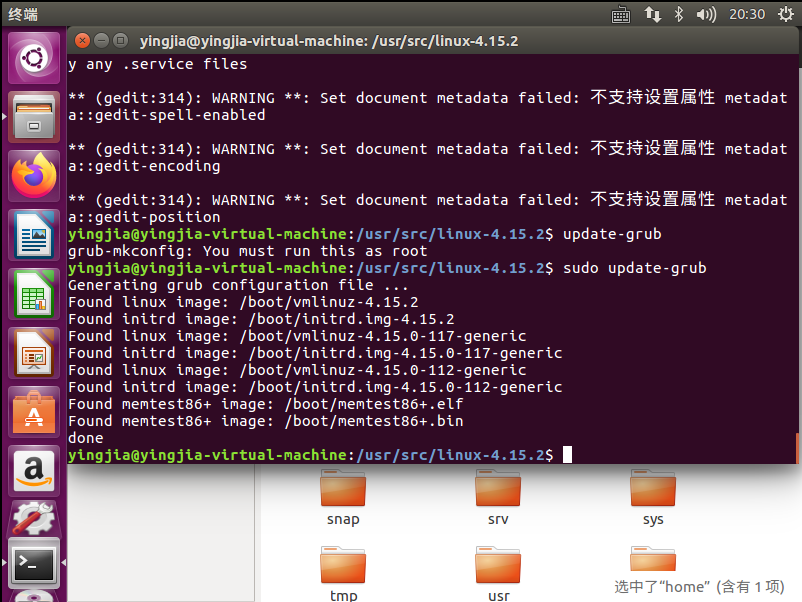 终端
20:30
yingjia@yingjia-virtual-machine: /usr/src/linux-4.15.2
y any .service files
** (gedit:314): WARNING **: Set document metadata failed: 不支持设置属性 metadat
a::gedit-spell-enabled
** (gedit:314): WARNING **: Set document metadata failed: 不支持设置属性 metadat
a::gedit-encoding
** (gedit:314): WARNING **: Set document metadata failed: 不支持设置属性 metadat
a::gedit-position
yingjia@yingjia-virtual-machine:/usr/src/linux-4.15.2$ update-grub
grub-mkconfig: You must run this as root
yingjia@yingjia-virtual-machine:/usr/src/linux-4.15.2$ sudo update-grub
Generating grub configuration file ...
Found linux image: /boot/vmlinuz-4.15.2
Found initrd image: /boot/initrd.img-4.15.2
Found linux image: /boot/vmlinuz-4.15.0-117-generic
Found initrd image: /boot/initrd.img-4.15.0-117-generic
Found linux image: /boot/vmlinuz-4.15.0-112-generic
Found initrd image: /boot/initrd.img-4.15.0-112-generic
Found memtest86+ image: /boot/memtest86+.elf
Found memtest86+ image: /boot/memtest86+.bin
done
yingjia@yingjia-virtual-machine:/usr/src/linux-4.15.2$
snap
srv
sys
tmp
usr
选中了“home” (含有 1 项)